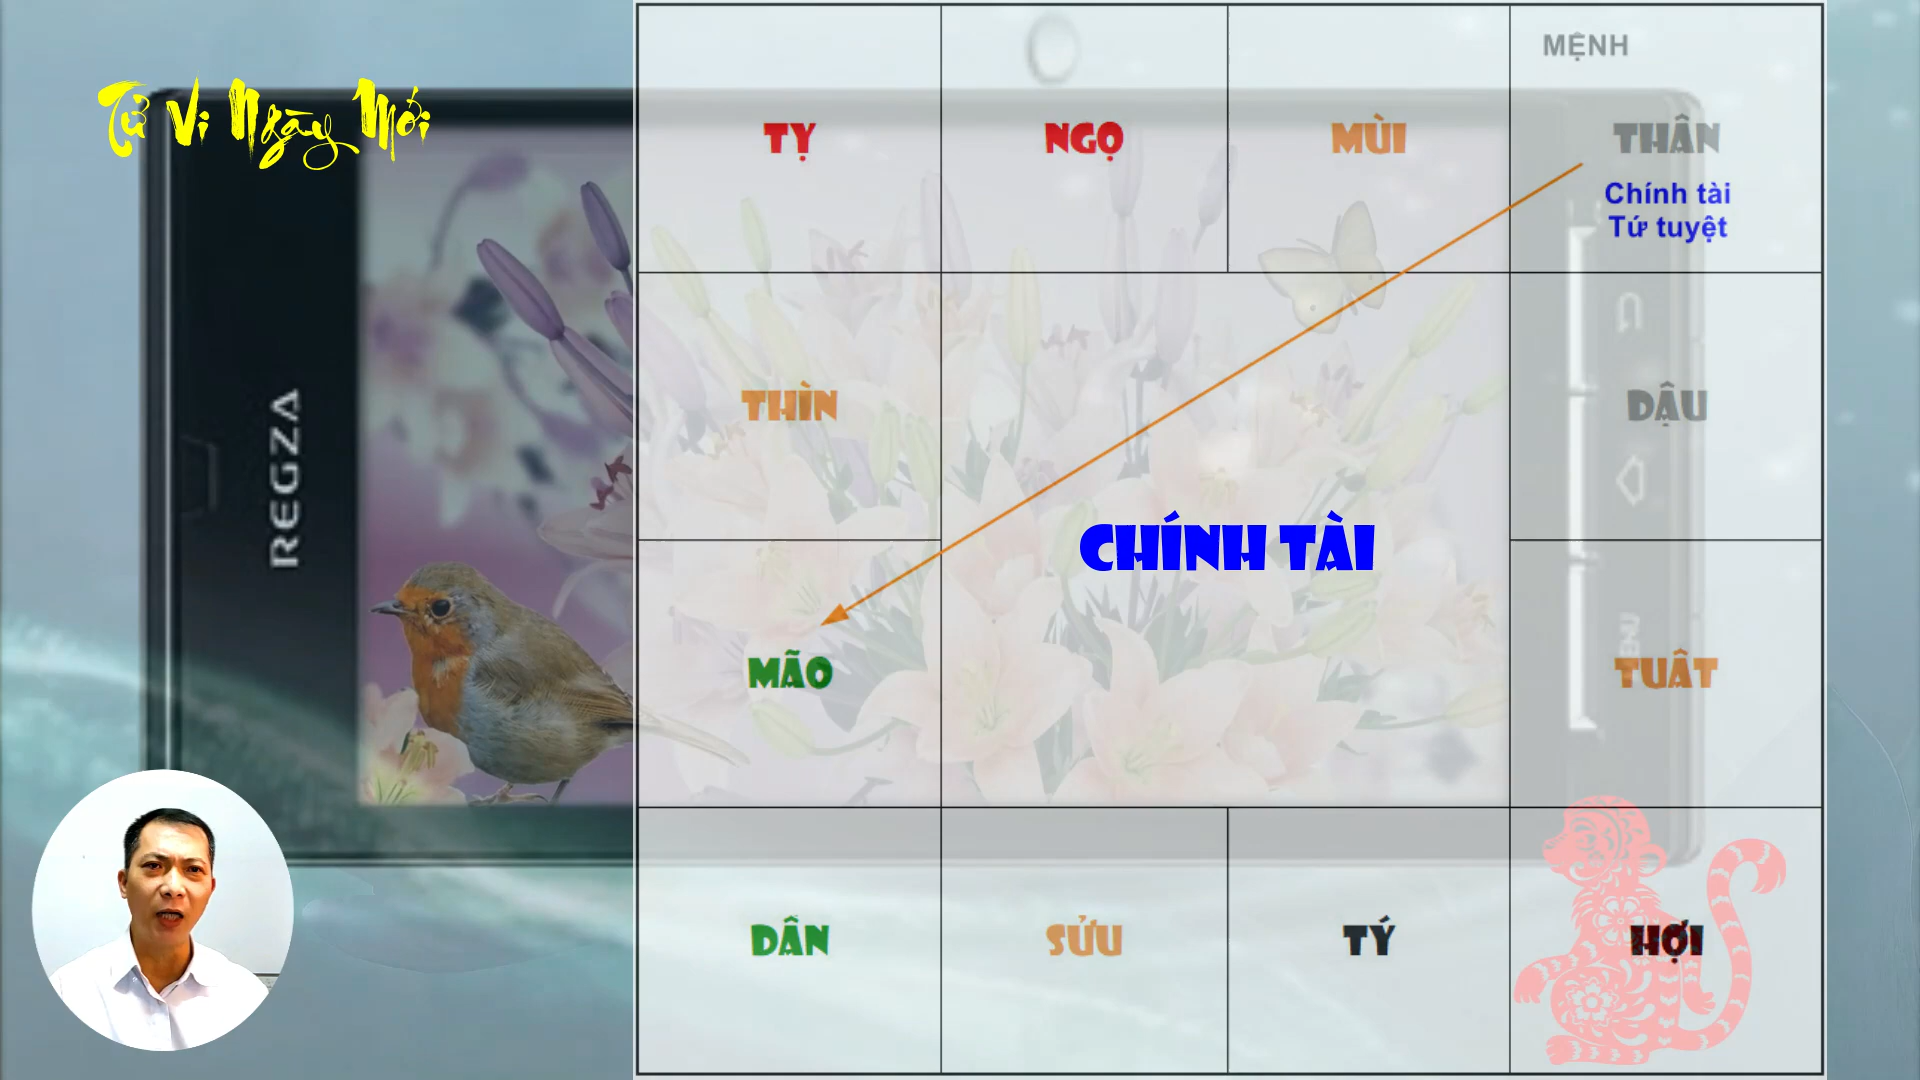 Tử Vi Ngày Mới
REGZA
MỆNH
TỴ
NGỌ
MÙI
THÂN
Chính tài
Tứ tuyệt
THÌN
DẬU
CHÍNH TÀI
MÃO
TUẤT
DẦN
SỬU
TÝ
HỢI